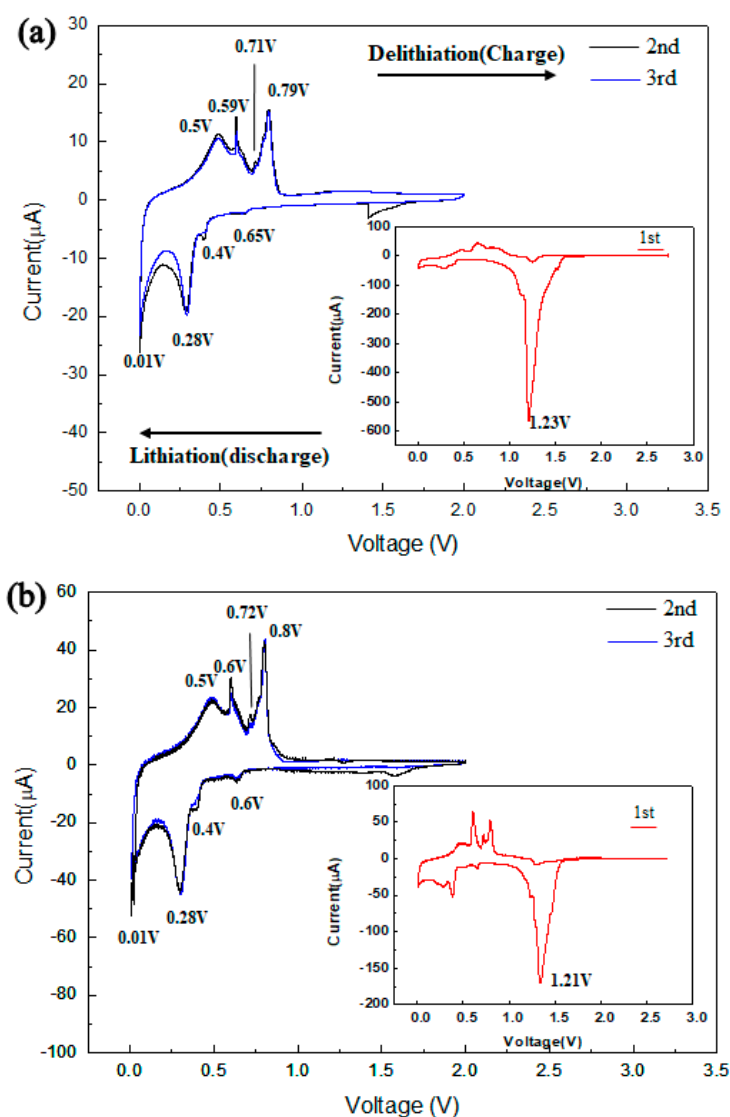 (a)
30
20
10
0
-10
-20
-30
-40
-50
Current(μA)
0.71V
Delithiation(Charge)
2nd
3rd
0.59V
0.79V
0.5V
0.65V
0.4V
0.28V
0.01V
Lithiation(discharge)
100
0
-100
-200
-300
-400
-500
-600
Current(μA)
1st
1.23V
0.0 0.5 1.0 1.5 2.0 2.5 3.0
Voltage(V)
0.0 0.5 1.0 1.5 2.0 2.5 3.0 3.5
Voltage (V)
(b)
60
40
20
0
-20
-40
-60
-80
-100
Current(μA)
2nd
3rd
0.72V
0.8V
0.6V
0.5V
0.6V
0.4V
0.28V
0.01V
100
50
0
-50
-100
-150
-200
Current(μA)
1st
1.21V
0.0 0.5 1.0 1.5 2.0 2.5 3.0
Voltage(V)
0.0 0.5 1.0 1.5 2.0 2.5 3.0 3.5
Voltage (V)